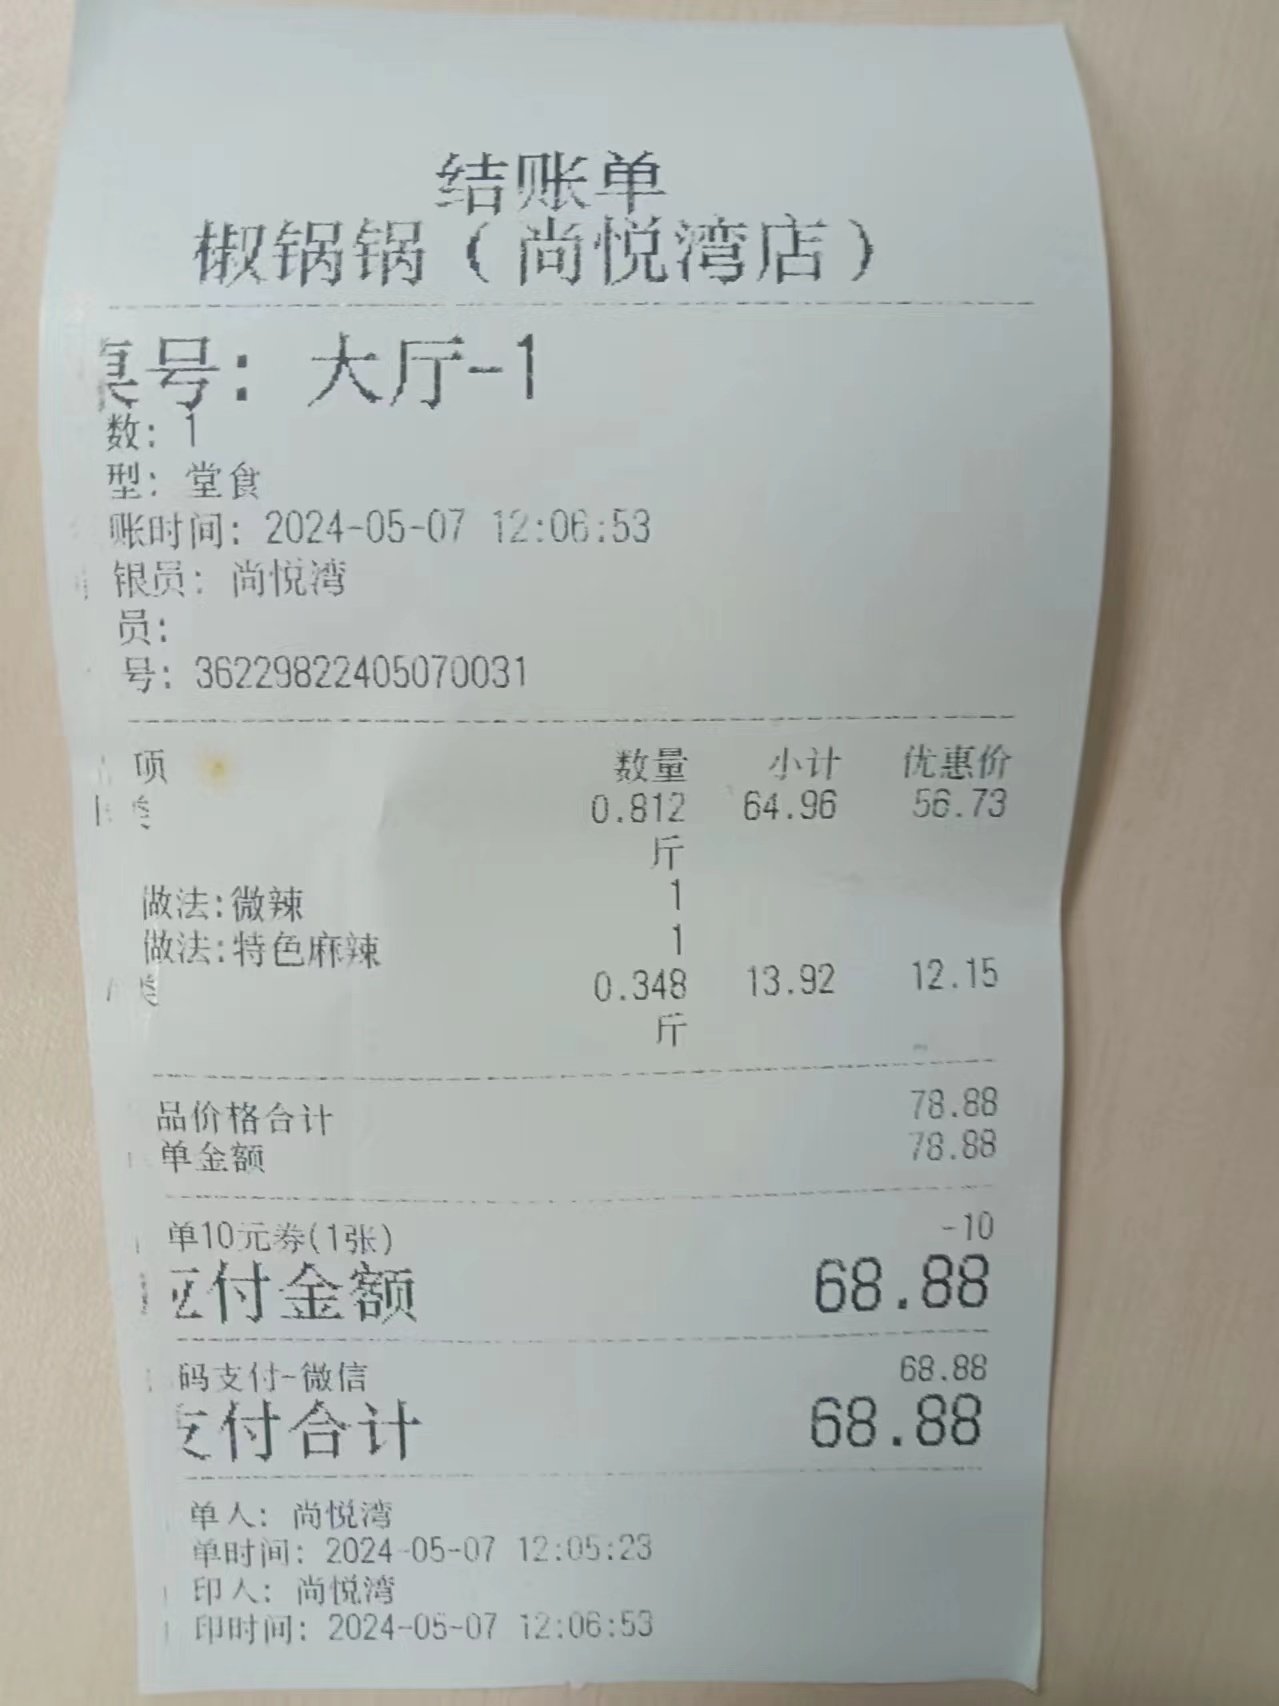 结账单
椒锅锅(尚悦湾店)
号: 大厅-1
数: 1
型: 堂食
账时间: 2024-05-07 12:06:53
银员: 尚悦湾
员:
号: 36229822405070031
项 数量 小计 优惠价
类 0.812 64.96 56.73
斤
做法:微辣 1
做法:特色麻辣 1
类 0.348 13.92 12.15
斤
品价格合计 78.88
单金额 78.88
单10元券(1张) -10
付金额 68.88
码支付-微信 68.88
支付合计 68.88
单人: 尚悦湾
单时间: 2024-05-07 12:05:23
印人: 尚悦湾
印时间: 2024-05-07 12:06:53